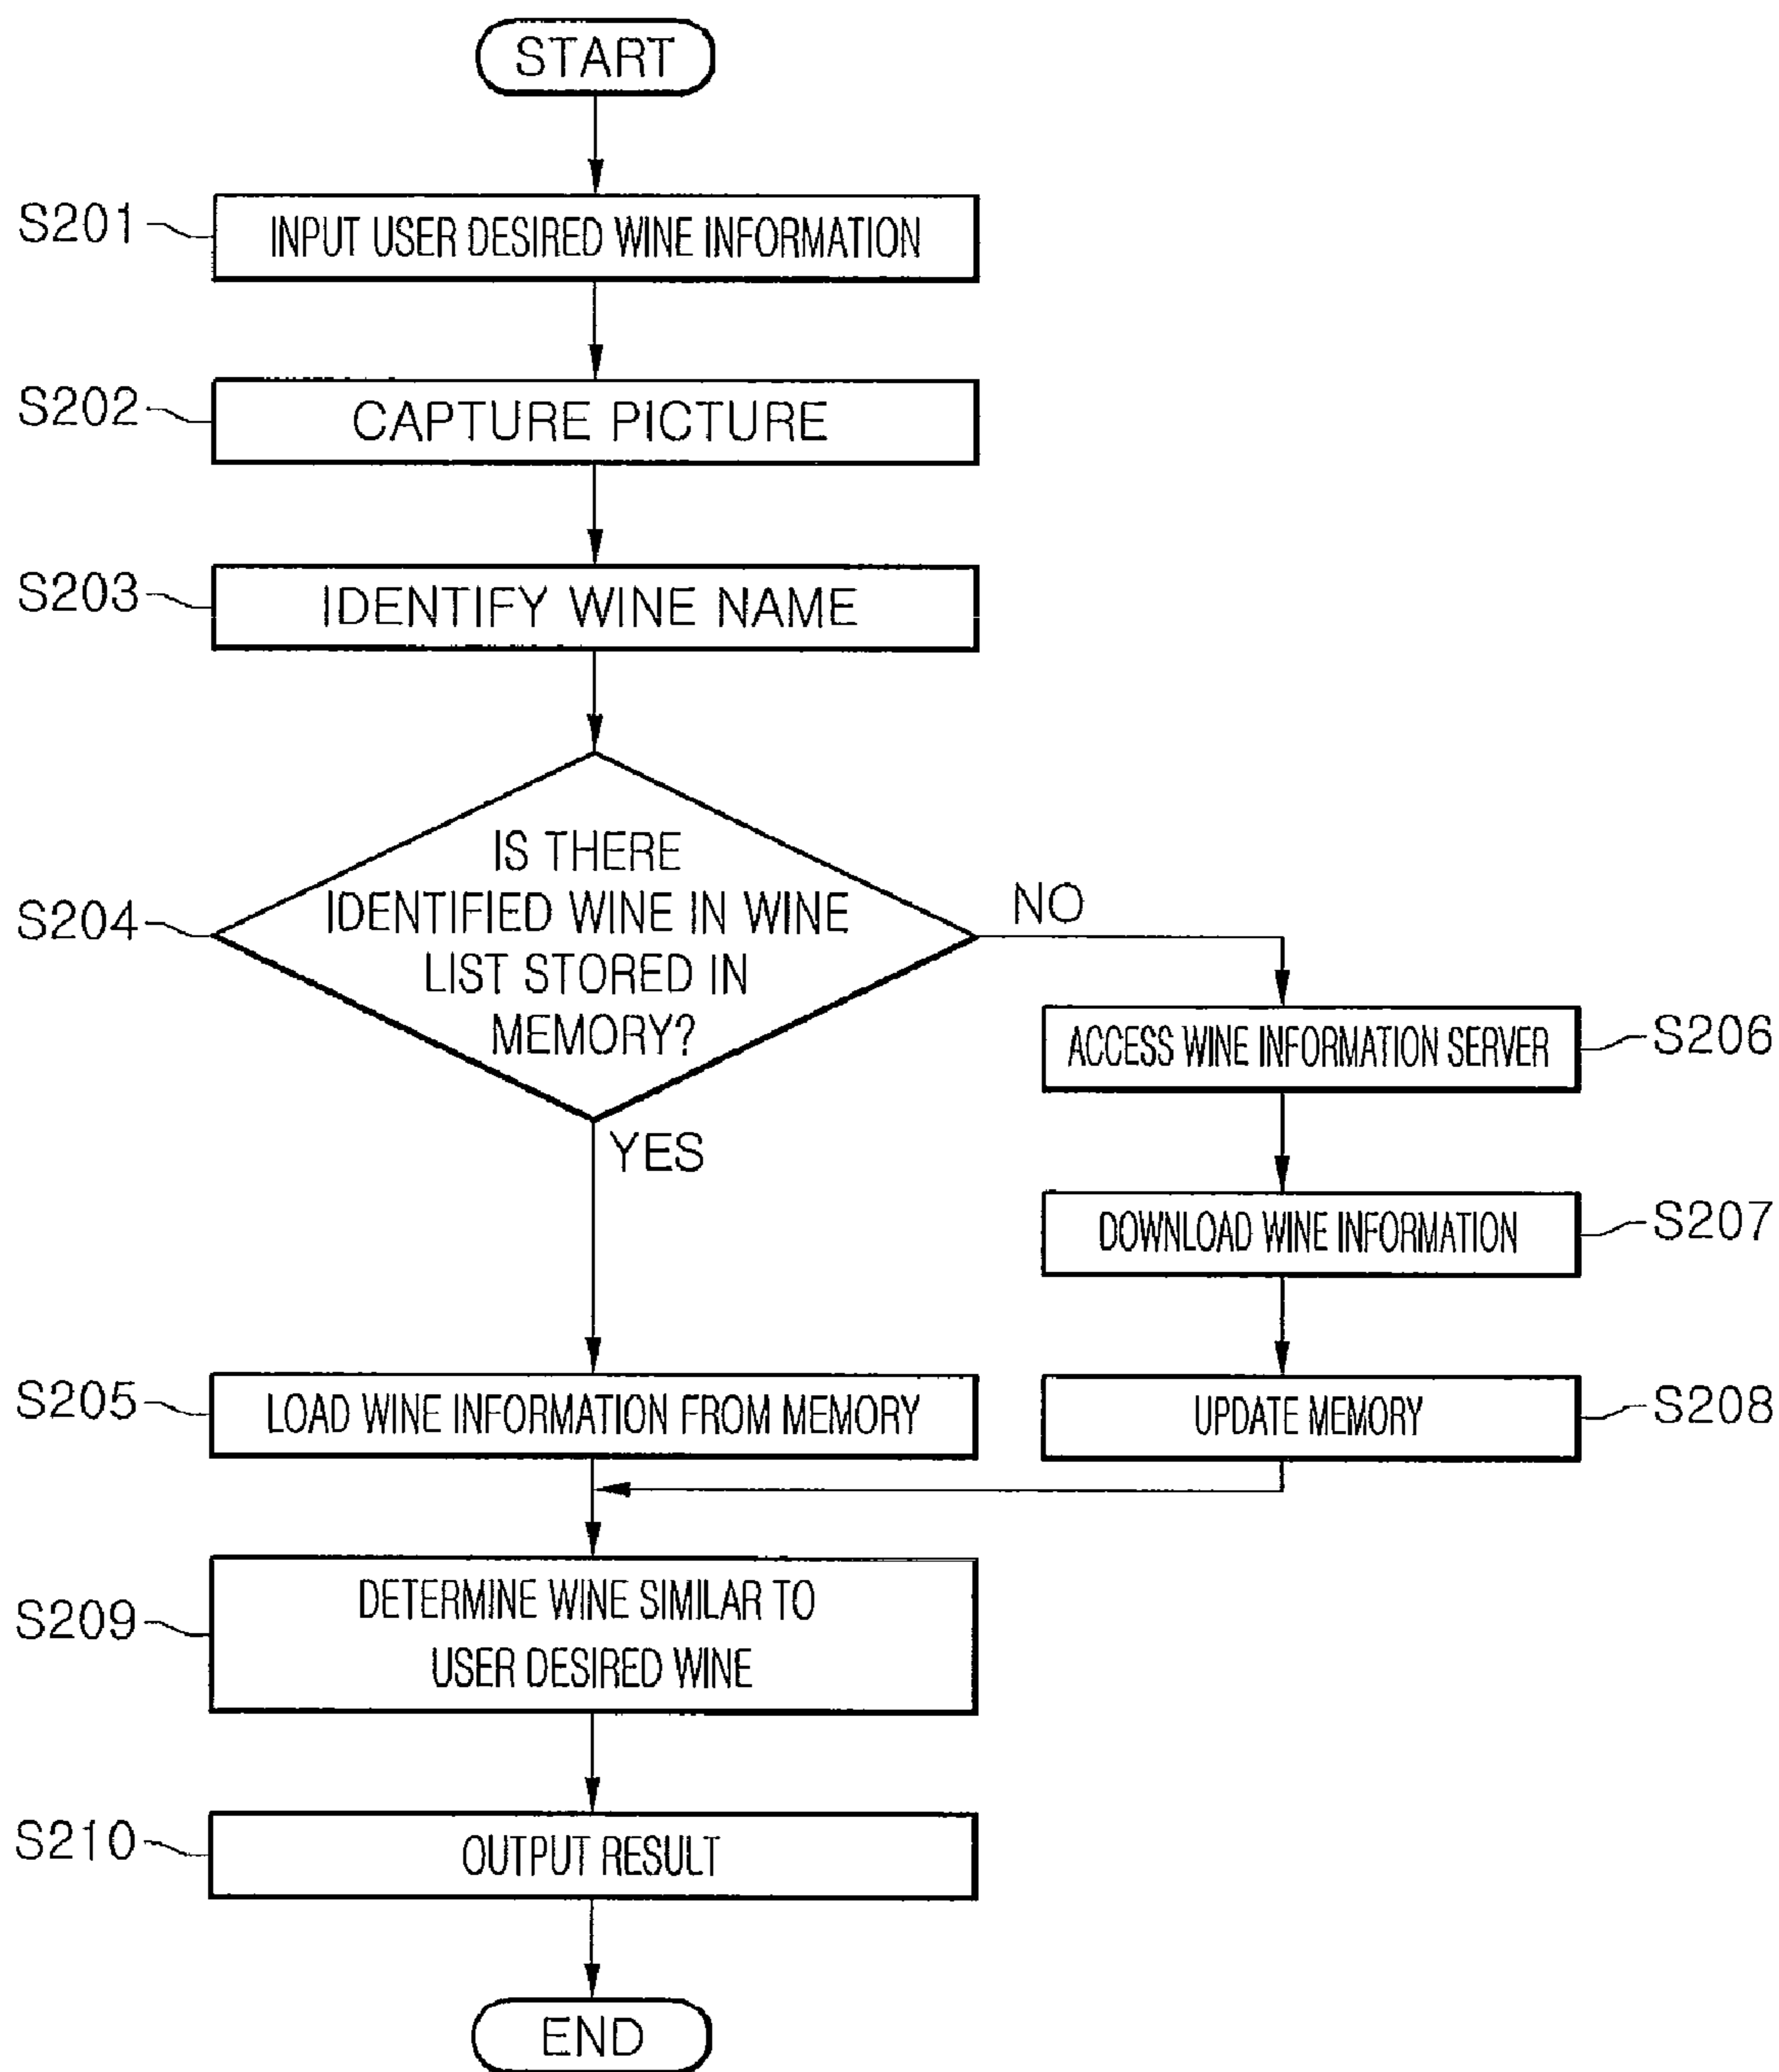 START
S201
INPUT USER DESIRED WINE INFORMATION
S202
CAPTURE PICTURE
S203
IDENTIFY WINE NAME
S204
IS THERE
IDENTIFIED WINE IN WINE
LIST STORED IN
MEMORY?
NO
YES
ACCESS WINE INFORMATION SERVER
S206
DOWNLOAD WINE INFORMATION
S207
S205
LOAD WINE INFORMATION FROM MEMORY
UPDATE MEMORY
S208
S209
DETERMINE WINE SIMILAR TO
USER DESIRED WINE
S210
OUTPUT RESULT
END